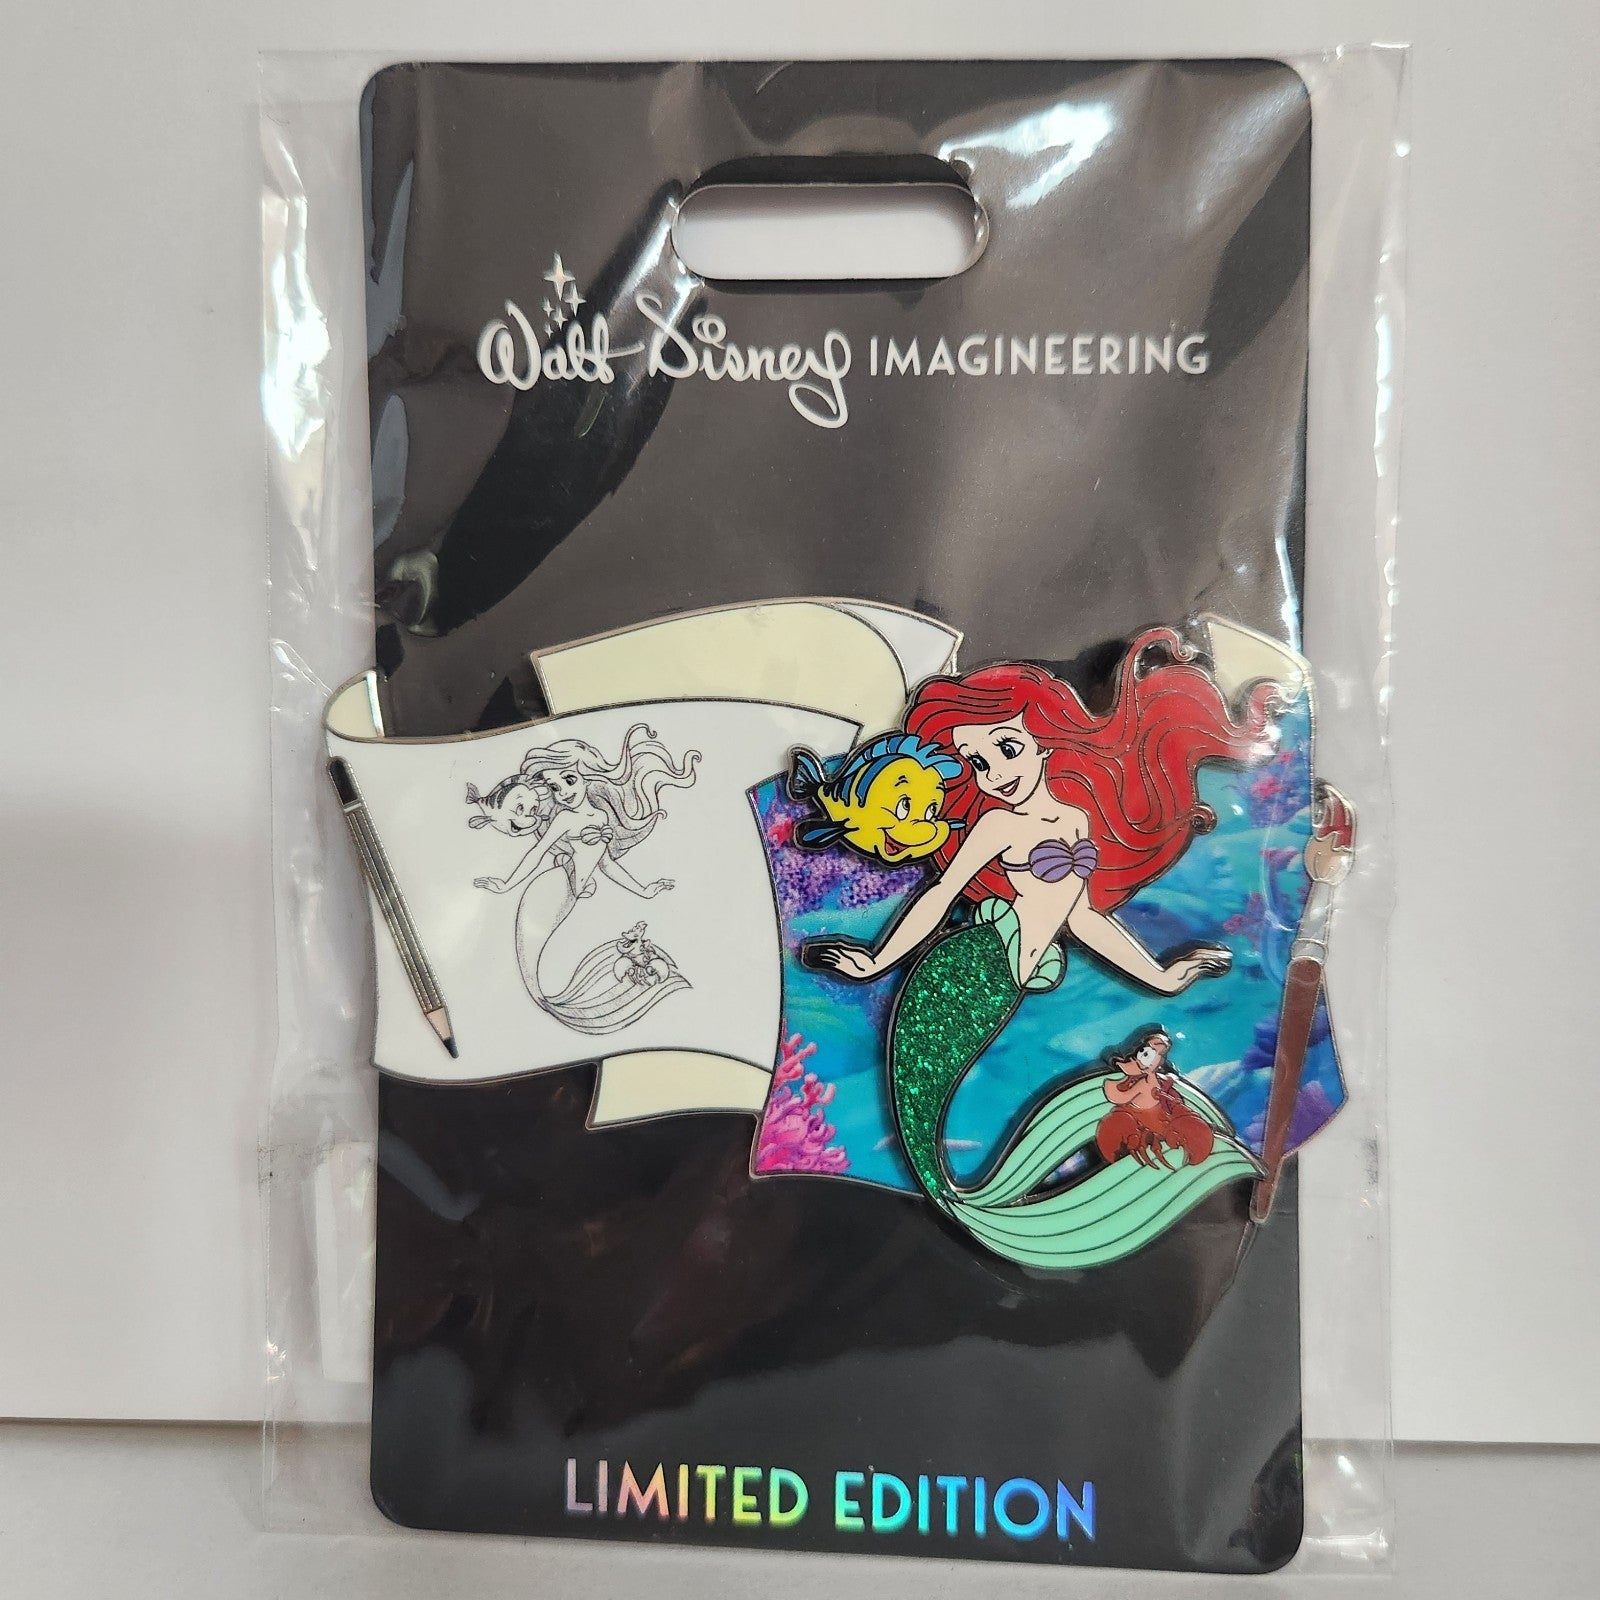 Walt Disney IMAGINEERING
LIMITED EDITION